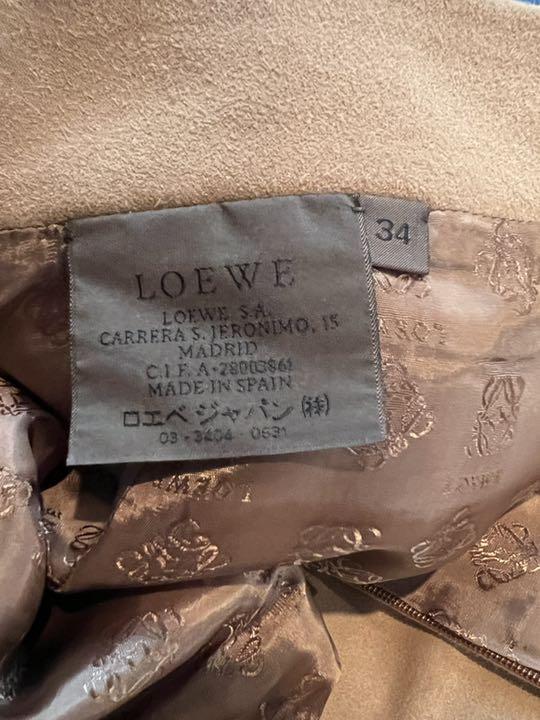 LOEWE
34
LOEWE S.A.
CARRERA S. JERONIMO, 15
MADRID
C.I.F. A-28003861
MADE IN SPAIN
ロエベ ジャパン ㈱
03-3404-0631
LOEWE